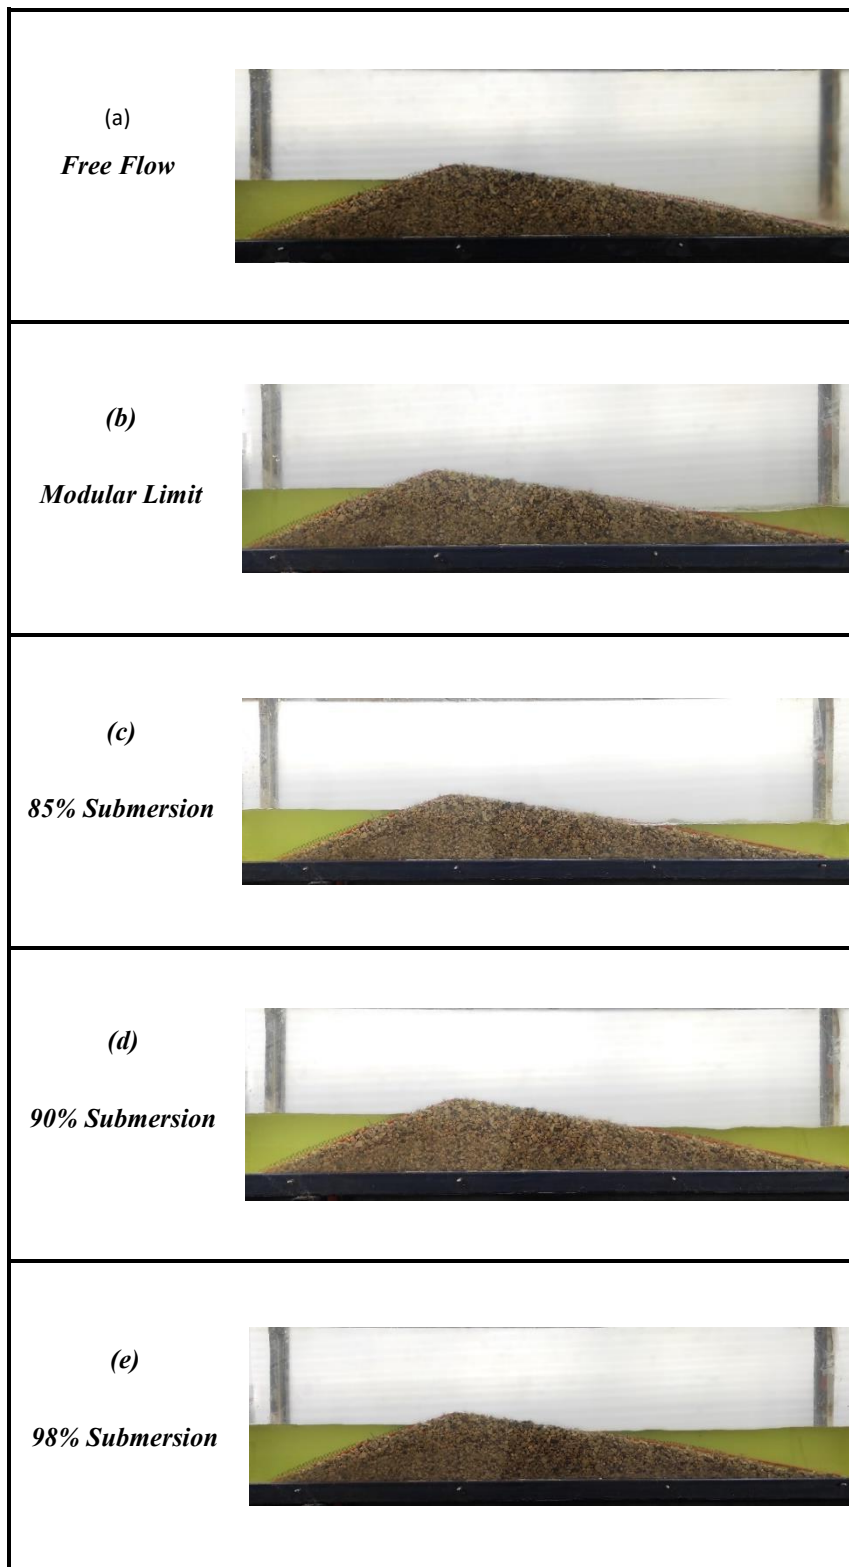 (a)
Free Flow
(b)
Modular Limit
(c)
85% Submersion
(d)
90% Submersion
(e)
98% Submersion